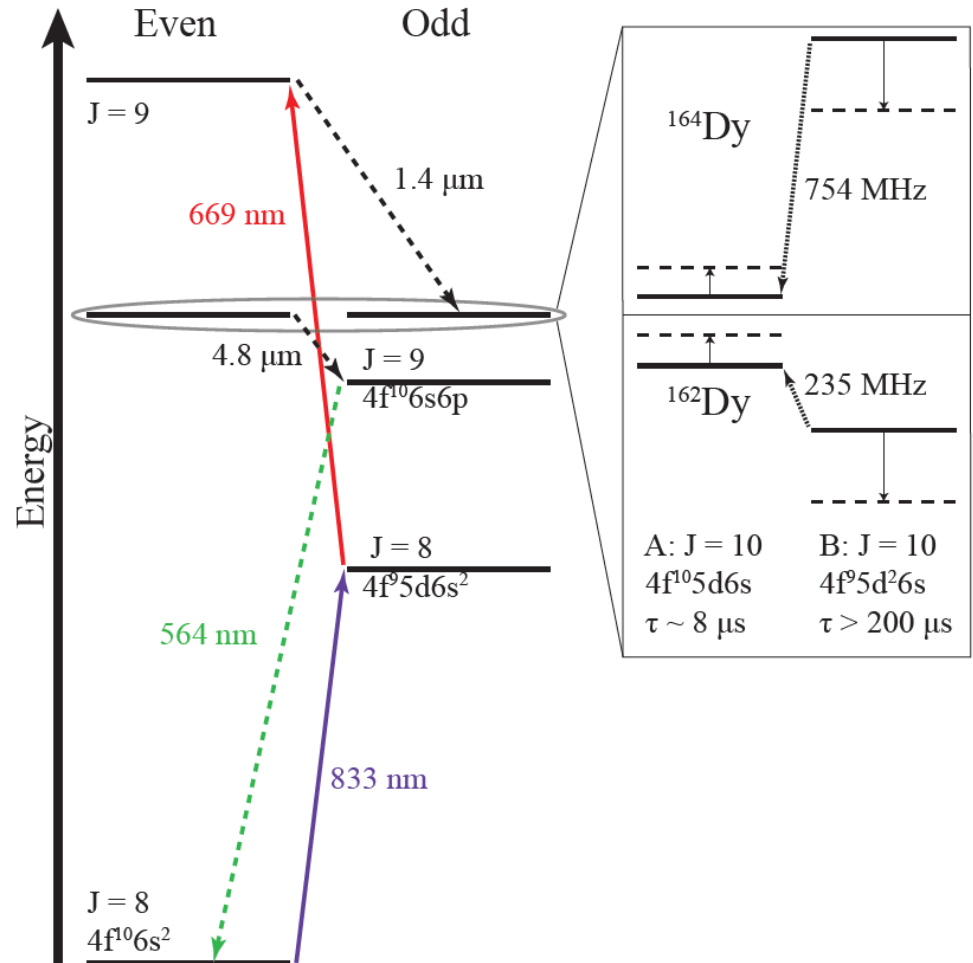 Even
Odd
Energy
J = 9
1.4 μm
669 nm
4.8 μm
J = 9
4f¹⁰6s6p
J = 8
4f⁹5d6s²
564 nm
833 nm
J = 8
4f¹⁰6s²
¹⁶⁴Dy
754 MHz
¹⁶²Dy
235 MHz
A: J = 10
4f¹⁰5d6s
τ ~ 8 μs
B: J = 10
4f⁹5d²6s
τ > 200 μs